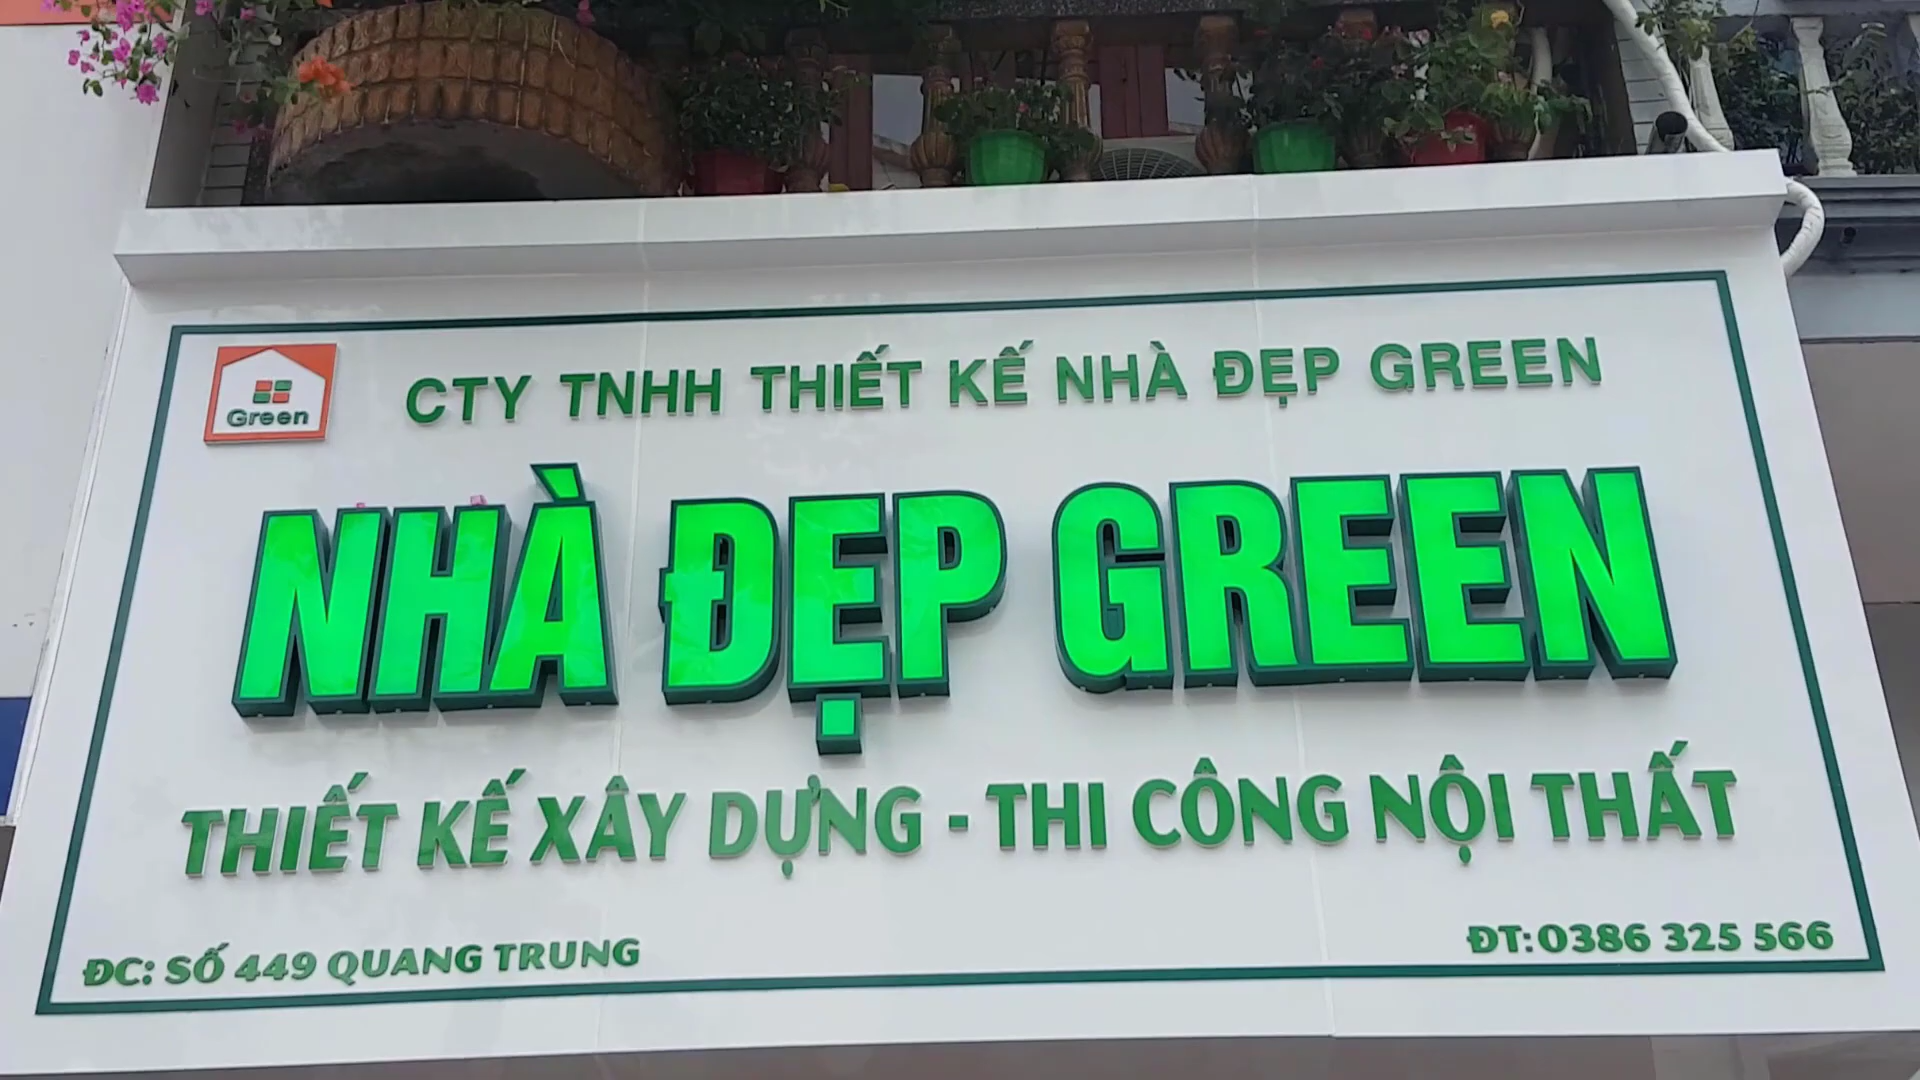 Green
CTY TNHH THIẾT KẾ NHÀ ĐẸP GREEN
NHÀ ĐẸP GREEN
THIẾT KẾ XÂY DỰNG - THI CÔNG NỘI THẤT
ĐC: SỐ 449 QUANG TRUNG
ĐT: 0386 325 566